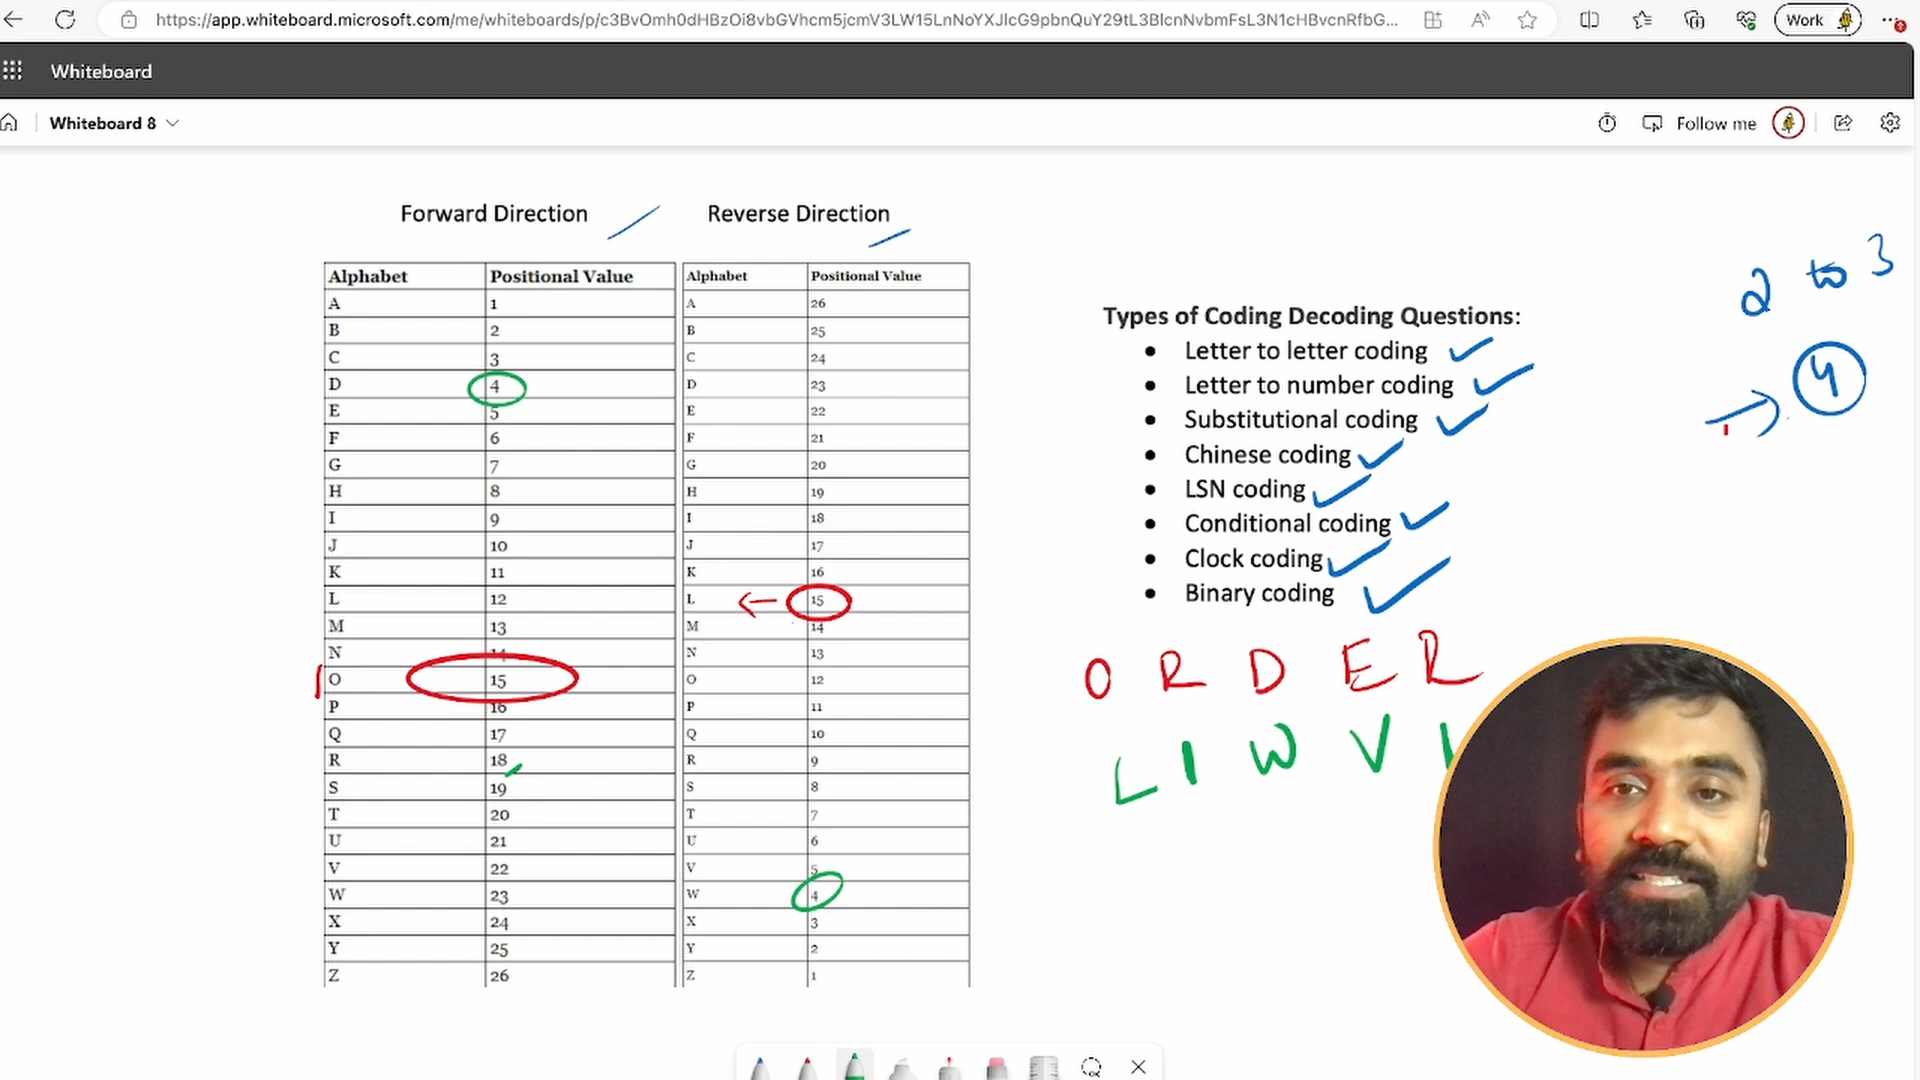 https://app.whiteboard.microsoft.com/me/whiteboards/p/c3BvOmh0dHBzOi8vbGVhcm5jcmV3LW15LnNoYXJlcG9pbnQuY29tL3BlcnNvbmFsL3N1cHBvcnRfbG...
Work
Whiteboard
Whiteboard 8
Follow me
Forward Direction
Reverse Direction
Alphabet Positional Value Alphabet Positional Value
A 1 A 26
B 2 B 25
C 3 C 24
D 4 D 23
E 5 E 22
F 6 F 21
G 7 G 20
H 8 H 19
I 9 I 18
J 10 J 17
K 11 K 16
L 12 L 15
M 13 M 14
N 14 N 13
O 15 O 12
P 16 P 11
Q 17 Q 10
R 18 R 9
S 19 S 8
T 20 T 7
U 21 U 6
V 22 V 5
W 23 W 4
X 24 X 3
Y 25 Y 2
Z 26 Z 1
Types of Coding Decoding Questions:
• Letter to letter coding
• Letter to number coding
• Substitutional coding
• Chinese coding
• LSN coding
• Conditional coding
• Clock coding
• Binary coding
2 to 3
4
O R D E R
L I W V I